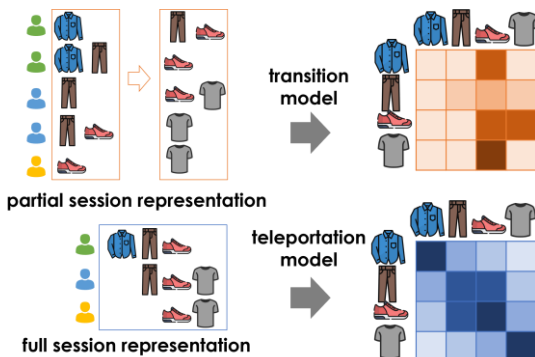 transition
model
partial session representation
teleportation
model
full session representation